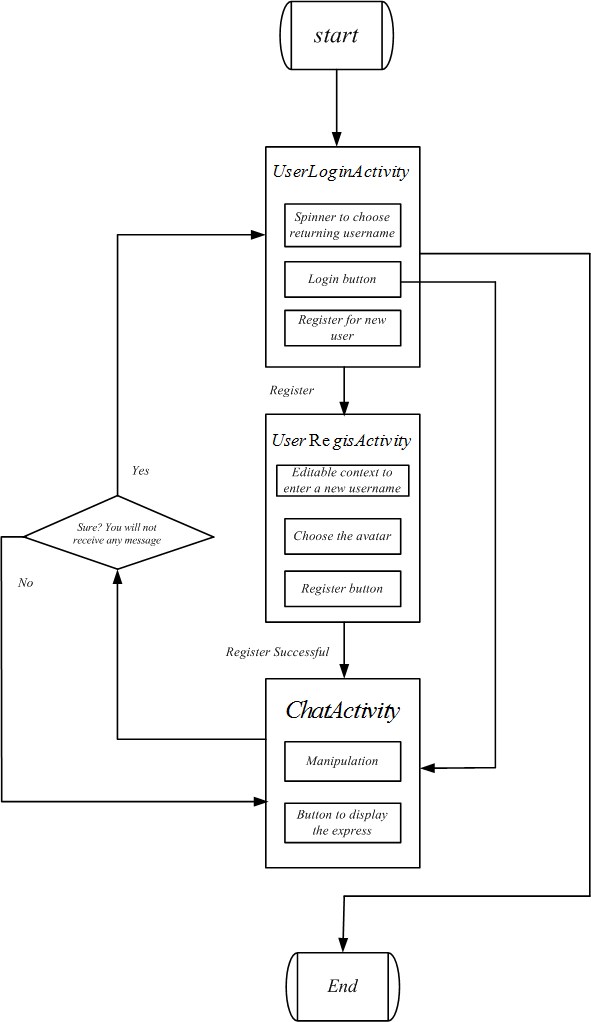 start
UserLoginActivity
Spinner to choose
returning username
Login button
Register for new
user
Register
User RegisActivity
Editable context to
enter a new username
Yes
Sure? You will not
receive any message
Choose the avatar
No
Register button
Register Successful
ChatActivity
Manipulation
Button to display
the express
End